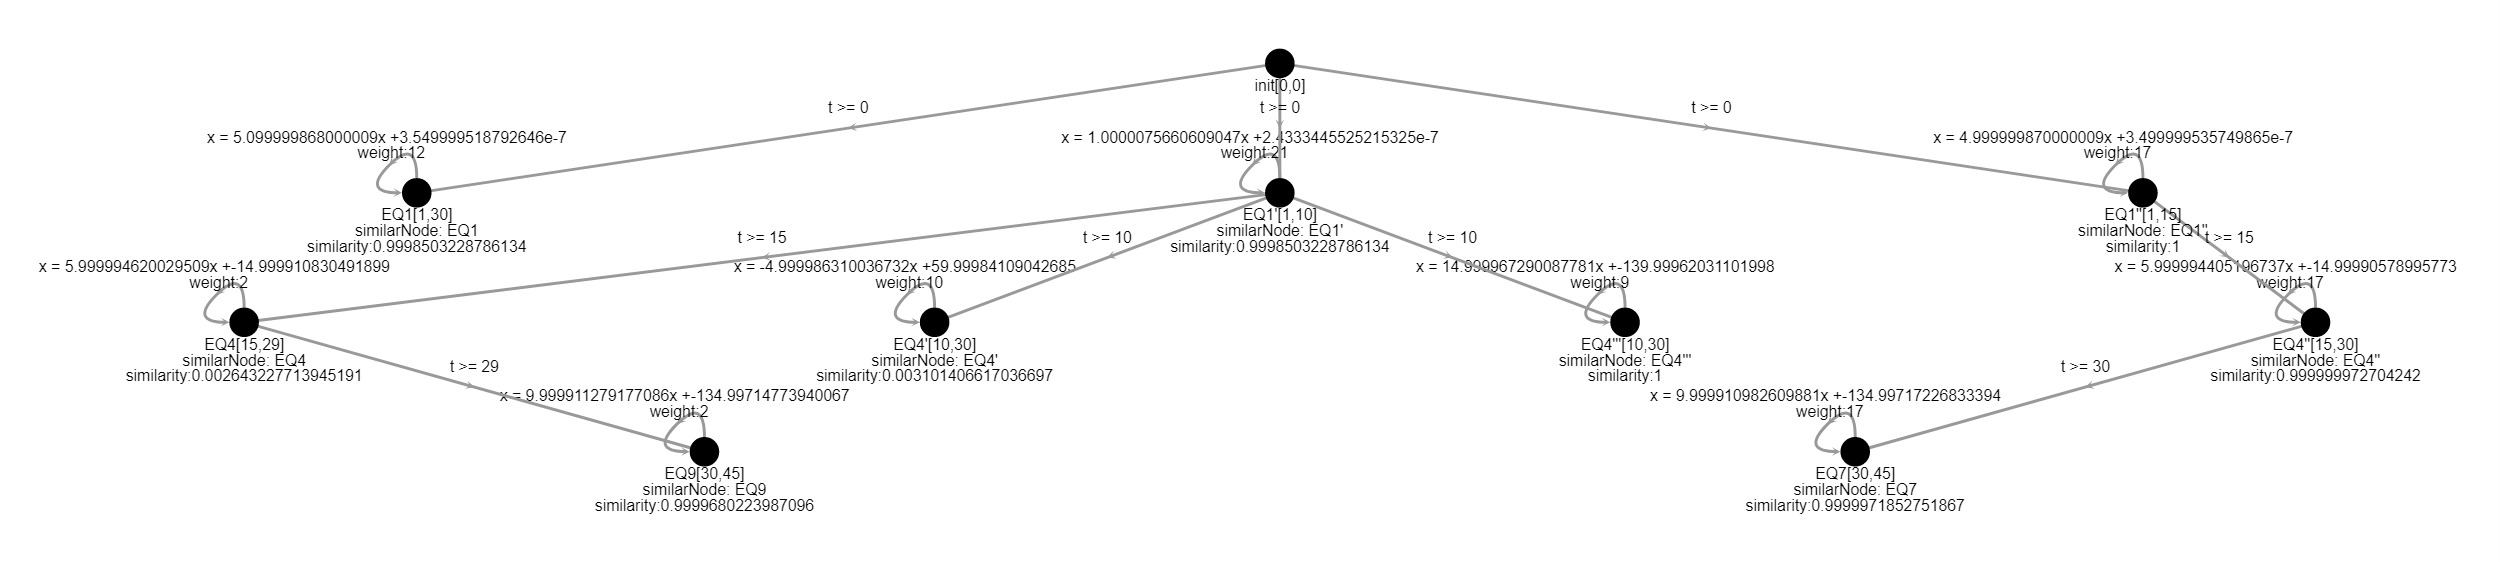 init[0,0]
t >= 0
t >= 0
t >= 0
x = 5.099999868000009x +3.549999518792646e-7
weight:12
x = 1.0000075660609047x +2.4333445525215325e-7
weight:21
x = 4.999999870000009x +3.499999535749865e-7
weight:17
EQ1[1,30]
similarNode: EQ1
similarity:0.9998503228786134
EQ1'[1,10]
similarNode: EQ1'
similarity:0.9998503228786134
EQ1''[1,15]
similarNode: EQ1''
similarity:1
t >= 15
t >= 10
t >= 10
t >= 15
x = 5.999994620029509x +-14.999910830491899
weight:2
x = -4.999986310036732x +59.99984109042685
weight:10
x = 14.999967290087781x +-139.99962031101998
weight:9
x = 5.999994405196737x +-14.99990578995773
weight:17
EQ4[15,29]
similarNode: EQ4
similarity:0.002643227713945191
EQ4'[10,30]
similarNode: EQ4'
similarity:0.003101406617036697
EQ4'''[10,30]
similarNode: EQ4'''
similarity:1
EQ4''[15,30]
similarNode: EQ4''
similarity:0.999999972704242
t >= 29
t >= 30
x = 9.999911279177086x +-134.99714773940067
weight:2
x = 9.999910982609881x +-134.99717226833394
weight:17
EQ9[30,45]
similarNode: EQ9
similarity:0.9999680223987096
EQ7[30,45]
similarNode: EQ7
similarity:0.9999971852751867